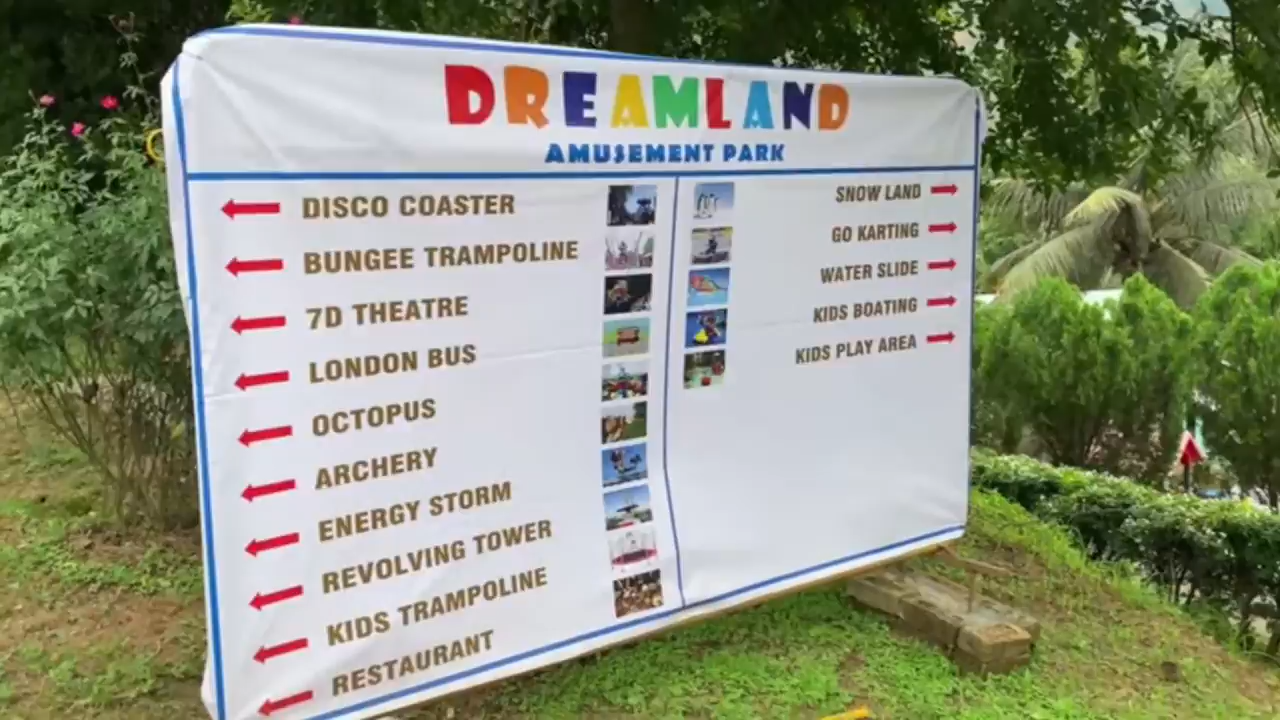 DREAMLAND
AMUSEMENT PARK
DISCO COASTER
BUNGEE TRAMPOLINE
7D THEATRE
LONDON BUS
OCTOPUS
ARCHERY
ENERGY STORM
REVOLVING TOWER
KIDS TRAMPOLINE
RESTAURANT
SNOW LAND
GO KARTING
WATER SLIDE
KIDS BOATING
KIDS PLAY AREA